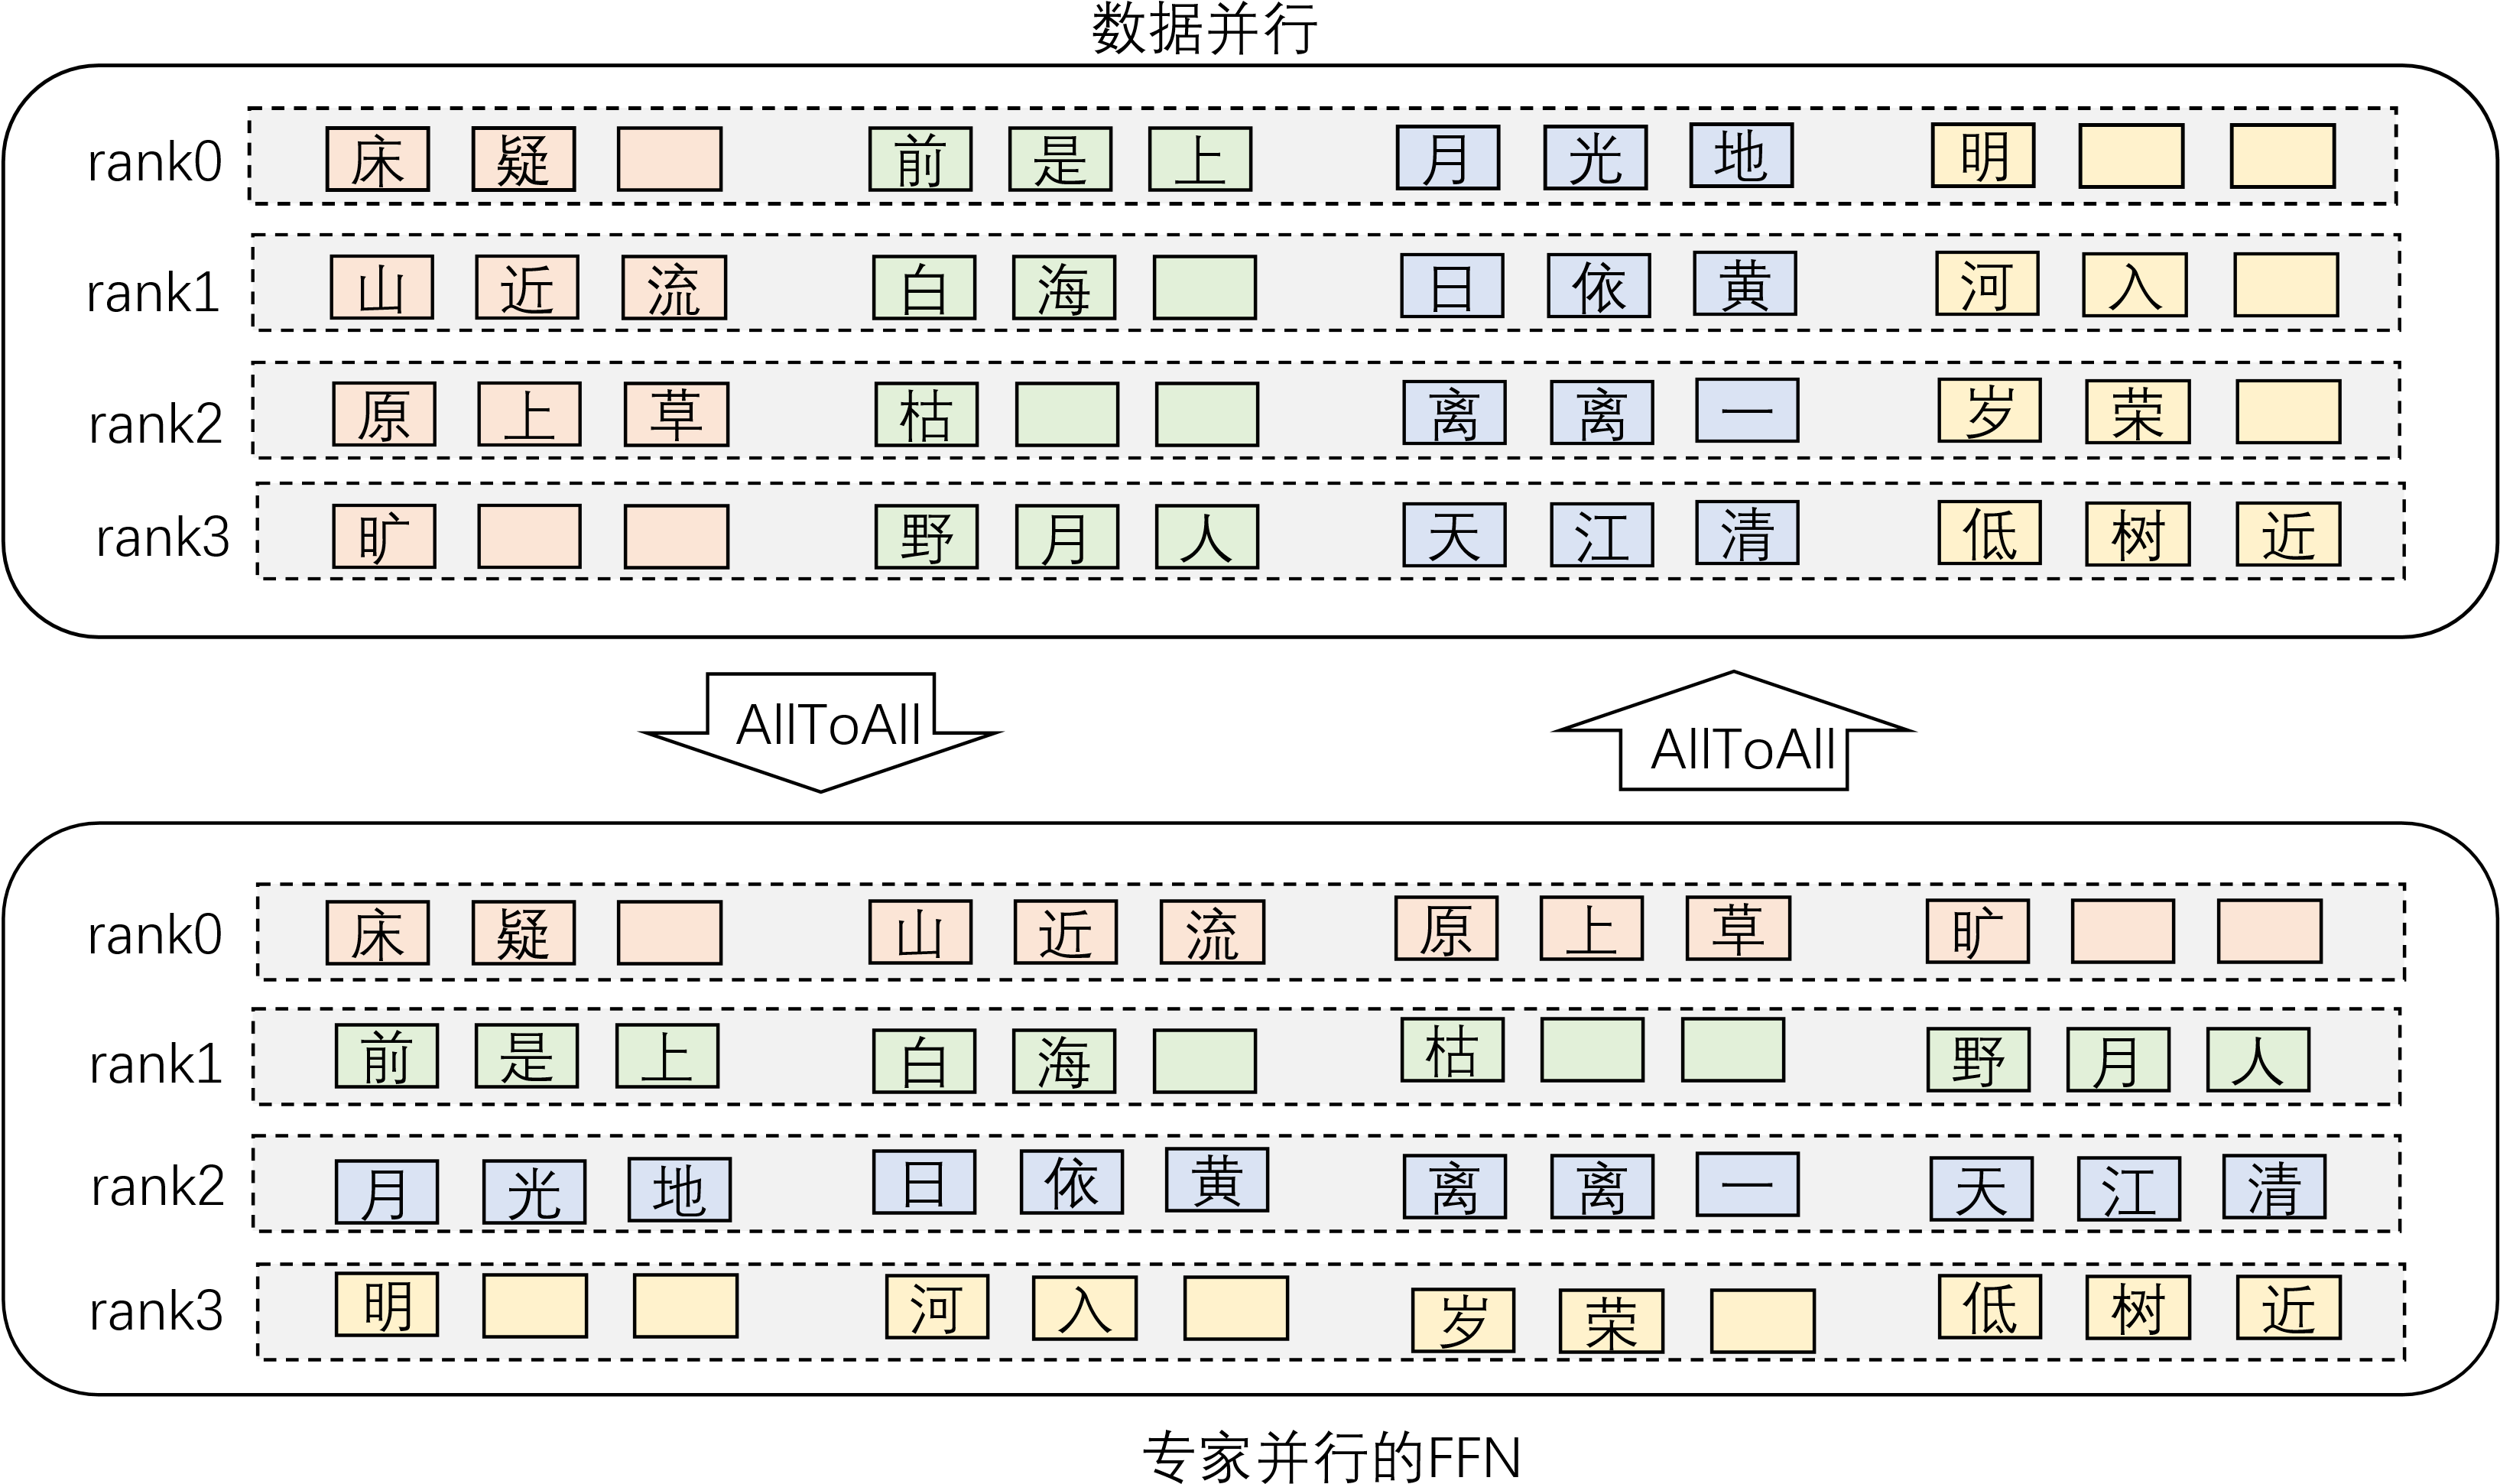 数据并行
rank0 床 疑 前 是 上 月 光 地 明
rank1 山 近 流 白 海 日 依 黄 河 入
rank2 原 上 草 枯 离 离 一 岁 荣
rank3 旷 野 月 人 天 江 清 低 树 近
AllToAll AllToAll
rank0 床 疑 山 近 流 原 上 草 旷
rank1 前 是 上 白 海 枯 野 月 人
rank2 月 光 地 日 依 黄 离 离 一 天 江 清
rank3 明 河 入 岁 荣 低 树 近
专家并行的FFN